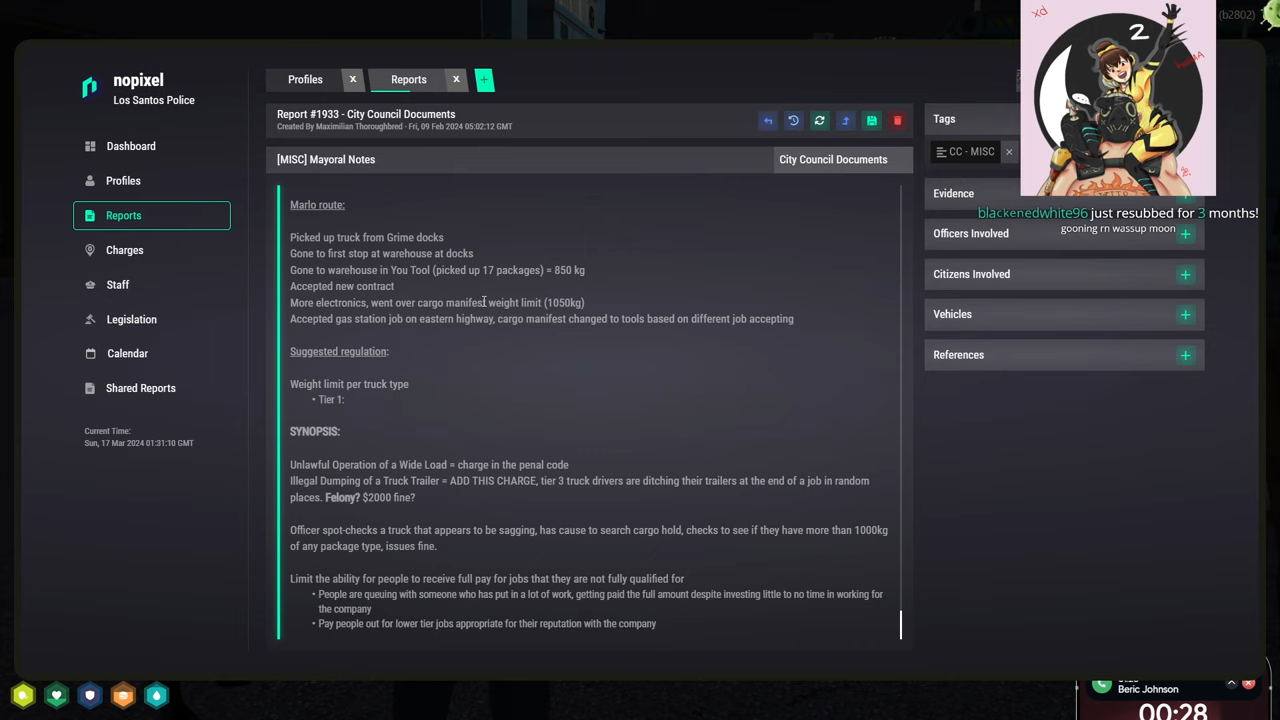 nopixel
Los Santos Police
Dashboard
Profiles
Reports
Charges
Staff
Legislation
Calendar
Shared Reports
Current Time:
Sun, 17 Mar 2024 01:31:10 GMT
Profiles x Reports x +
Report #1933 - City Council Documents
Created By Maximilian Thoroughbred - Fri, 09 Feb 2024 05:02:12 GMT
[MISC] Mayoral Notes City Council Documents
Marlo route:
Picked up truck from Grime docks
Gone to first stop at warehouse at docks
Gone to warehouse in You Tool (picked up 17 packages) = 850 kg
Accepted new contract
More electronics, went over cargo manifest weight limit (1050kg)
Accepted gas station job on eastern highway, cargo manifest changed to tools based on different job accepting
Suggested regulation:
Weight limit per truck type
• Tier 1:
SYNOPSIS:
Unlawful Operation of a Wide Load = charge in the penal code
Illegal Dumping of a Truck Trailer = ADD THIS CHARGE, tier 3 truck drivers are ditching their trailers at the end of a job in random
places. Felony? $2000 fine?
Officer spot-checks a truck that appears to be sagging, has cause to search cargo hold, checks to see if they have more than 1000kg
of any package type, issues fine.
Limit the ability for people to receive full pay for jobs that they are not fully qualified for
• People are queuing with someone who has put in a lot of work, getting paid the full amount despite investing little to no time in working for
the company
• Pay people out for lower tier jobs appropriate for their reputation with the company
Tags
CC - MISC x
Evidence
Officers Involved +
Citizens Involved +
Vehicles +
References +
(b2802)
xd
2
blackenedwhite96 just resubbed for 3 months!
gooning rn wassup moon
Beric Johnson
00:28